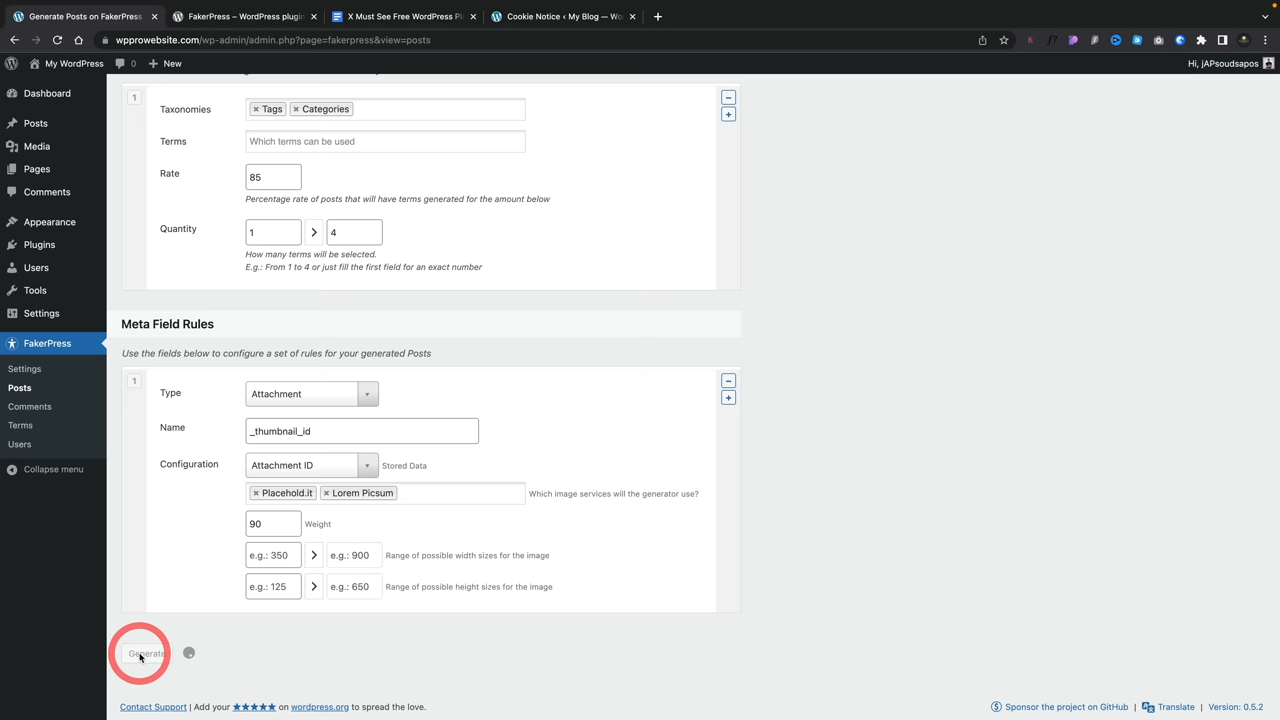 Generate Posts on FakerPress
FakerPress – WordPress plugin
X Must See Free WordPress Pl
Cookie Notice ‹ My Blog — Wo
wpprowebsite.com/wp-admin/admin.php?page=fakerpress&view=posts
My WordPress 0 + New Hi, jAPsoudsapos
Dashboard
Posts
Media
Pages
Comments
Appearance
Plugins
Users
Tools
Settings
FakerPress
Settings
Posts
Comments
Terms
Users
Collapse menu
1
Taxonomies × Tags × Categories
Terms Which terms can be used
Rate 85
Percentage rate of posts that will have terms generated for the amount below
Quantity 1 > 4
How many terms will be selected.
E.g.: From 1 to 4 or just fill the first field for an exact number
Meta Field Rules
Use the fields below to configure a set of rules for your generated Posts
1
Type Attachment
Name _thumbnail_id
Configuration Attachment ID Stored Data
× Placehold.it × Lorem Picsum Which image services will the generator use?
90 Weight
e.g.: 350 > e.g.: 900 Range of possible width sizes for the image
e.g.: 125 > e.g.: 650 Range of possible height sizes for the image
Generate
Contact Support | Add your ★★★★★ on wordpress.org to spread the love.
Sponsor the project on GitHub | Translate | Version: 0.5.2